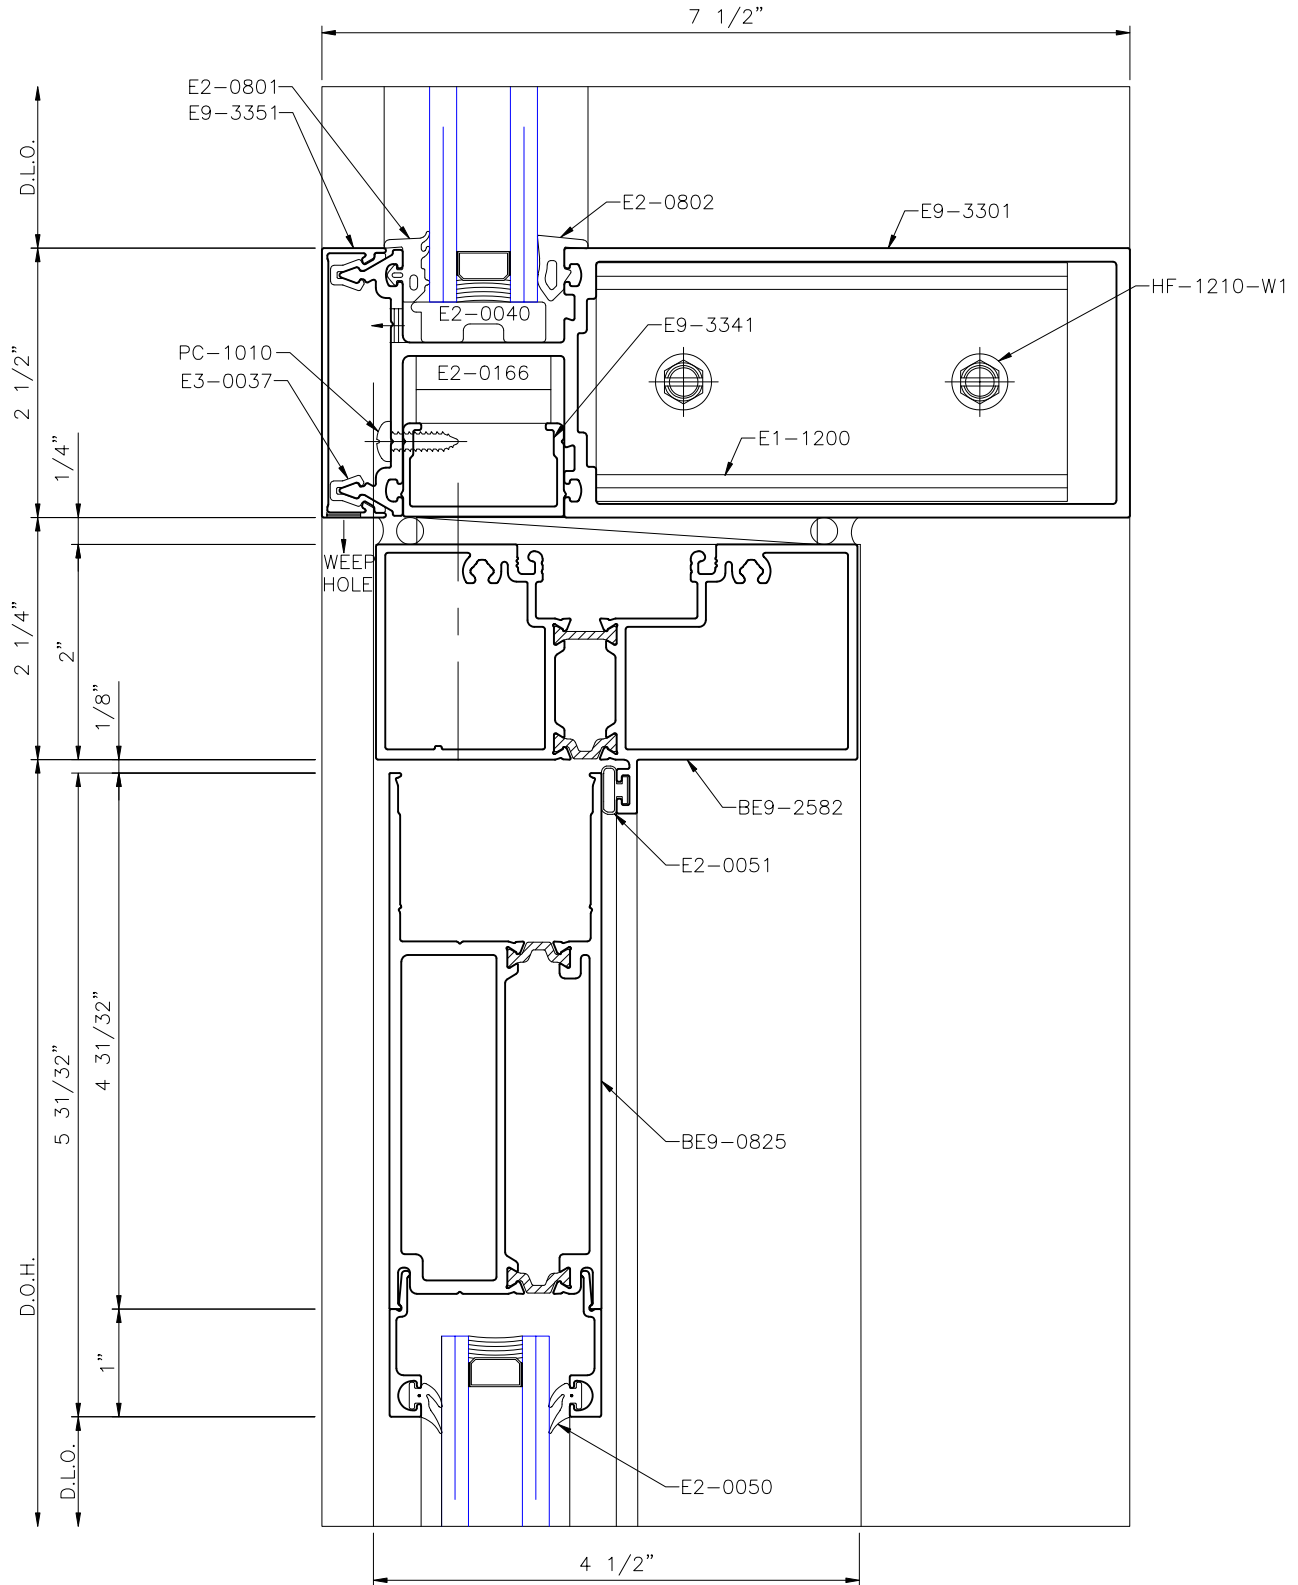 7 1/2”
E2-0801
E9-3351
D.L.O.
E2-0802
E9-3301
HF-1210-W1
E2-0040
E9-3341
PC-1010
E3-0037
E2-0166
2 1/2”
1/4”
E1-1200
WEEP
HOLE
2 1/4”
2”
1/8”
BE9-2582
E2-0051
4 31/32”
5 31/32”
BE9-0825
D.O.H.
1”
D.L.O.
E2-0050
4 1/2”